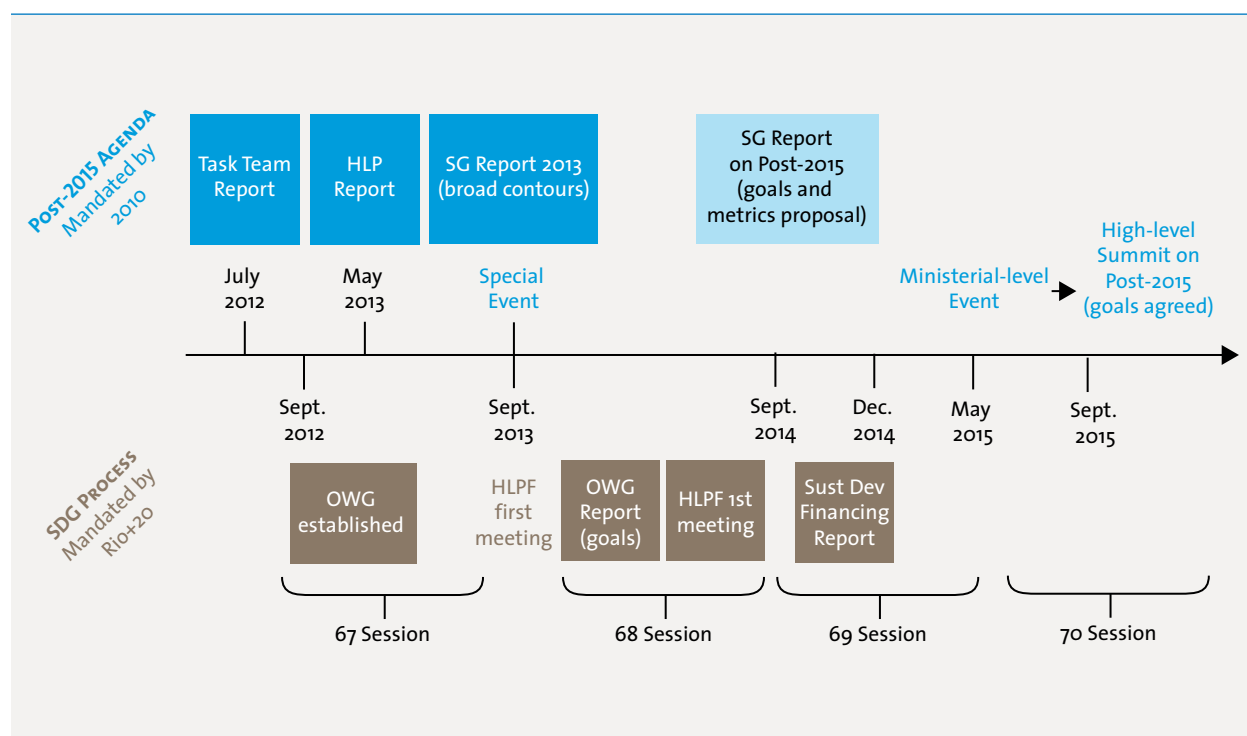 POST-2015 AGENDA
Mandated by
2010
Task Team
Report
HLP
Report
SG Report 2013
(broad contours)
SG Report
on Post-2015
(goals and
metrics proposal)
July
2012
May
2013
Special
Event
Ministerial-level
Event
High-level
Summit on
Post-2015
(goals agreed)
Sept.
2012
Sept.
2013
Sept.
2014
Dec.
2014
May
2015
Sept.
2015
SDG PROCESS
Mandated by
Rio+20
OWG
established
HLPF
first
meeting
OWG
Report
(goals)
HLPF 1st
meeting
Sust Dev
Financing
Report
67 Session
68 Session
69 Session
70 Session